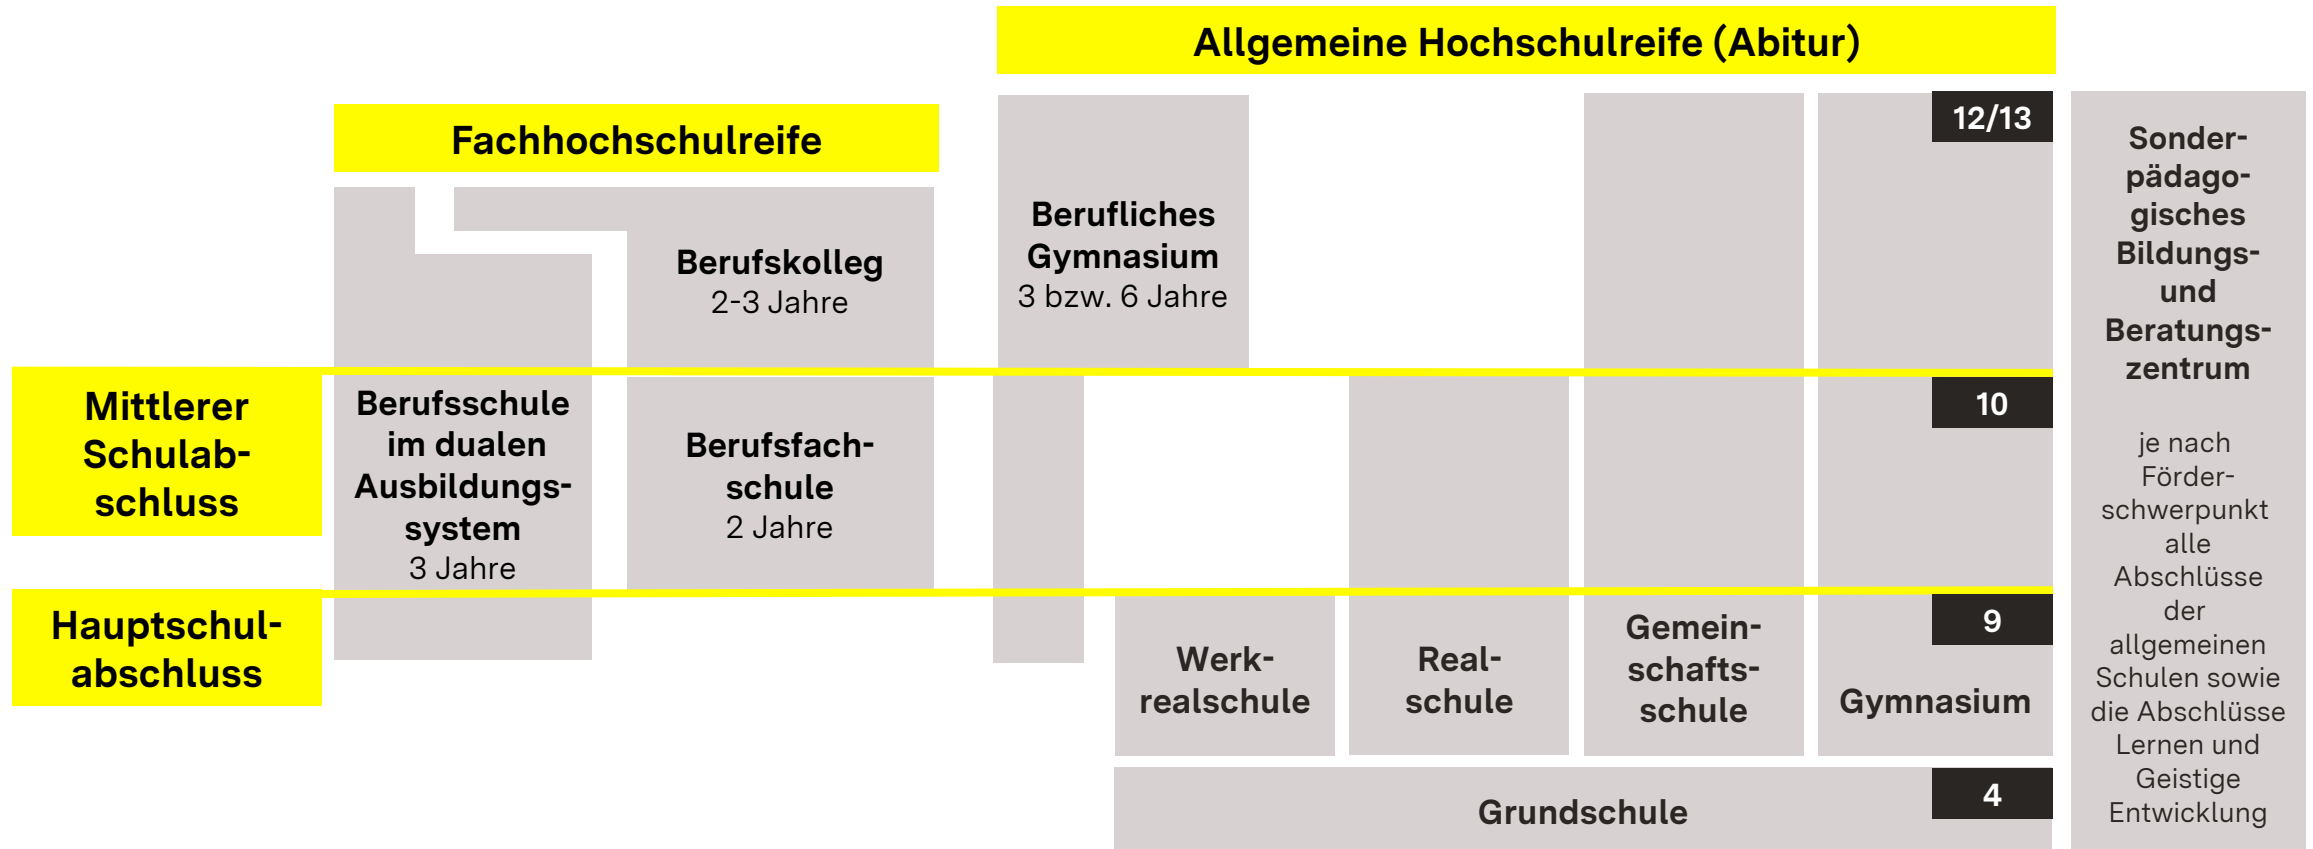 Allgemeine Hochschulreife (Abitur)
Fachhochschulreife
12/13
Berufskolleg
2-3 Jahre
Berufliches
Gymnasium
3 bzw. 6 Jahre
Mittlerer
Schulab-
schluss
Berufsschule
im dualen
Ausbildungs-
system
3 Jahre
Berufsfach-
schule
2 Jahre
10
Hauptschul-
abschluss
Werk-
realschule
Real-
schule
Gemein-
schafts-
schule
9
Gymnasium
Grundschule
4
Sonder-
pädago-
gisches
Bildungs-
und
Beratungs-
zentrum
je nach
Förder-
schwerpunkt
alle
Abschlüsse
der
allgemeinen
Schulen sowie
die Abschlüsse
Lernen und
Geistige
Entwicklung